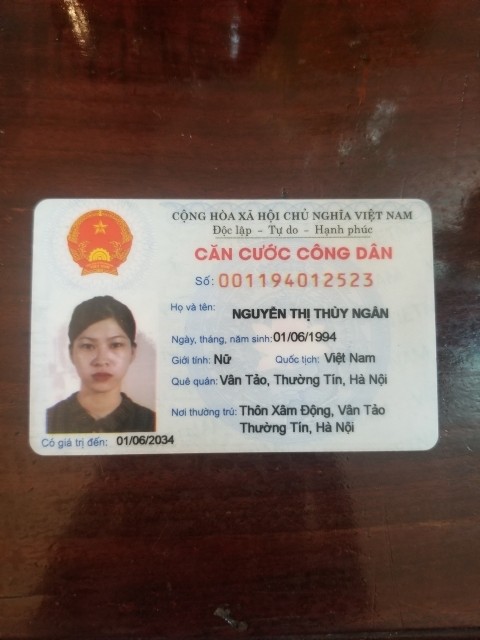 CỘNG HÒA XÃ HỘI CHỦ NGHĨA VIỆT NAM
Độc lập - Tự do - Hạnh phúc
CĂN CƯỚC CÔNG DÂN
Số: 001194012523
Họ và tên: NGUYỄN THỊ THÙY NGÂN
Ngày, tháng, năm sinh: 01/06/1994
Giới tính: Nữ Quốc tịch: Việt Nam
Quê quán: Vân Tảo, Thường Tín, Hà Nội
Nơi thường trú: Thôn Xâm Động, Vân Tảo
Thường Tín, Hà Nội
Có giá trị đến: 01/06/2034